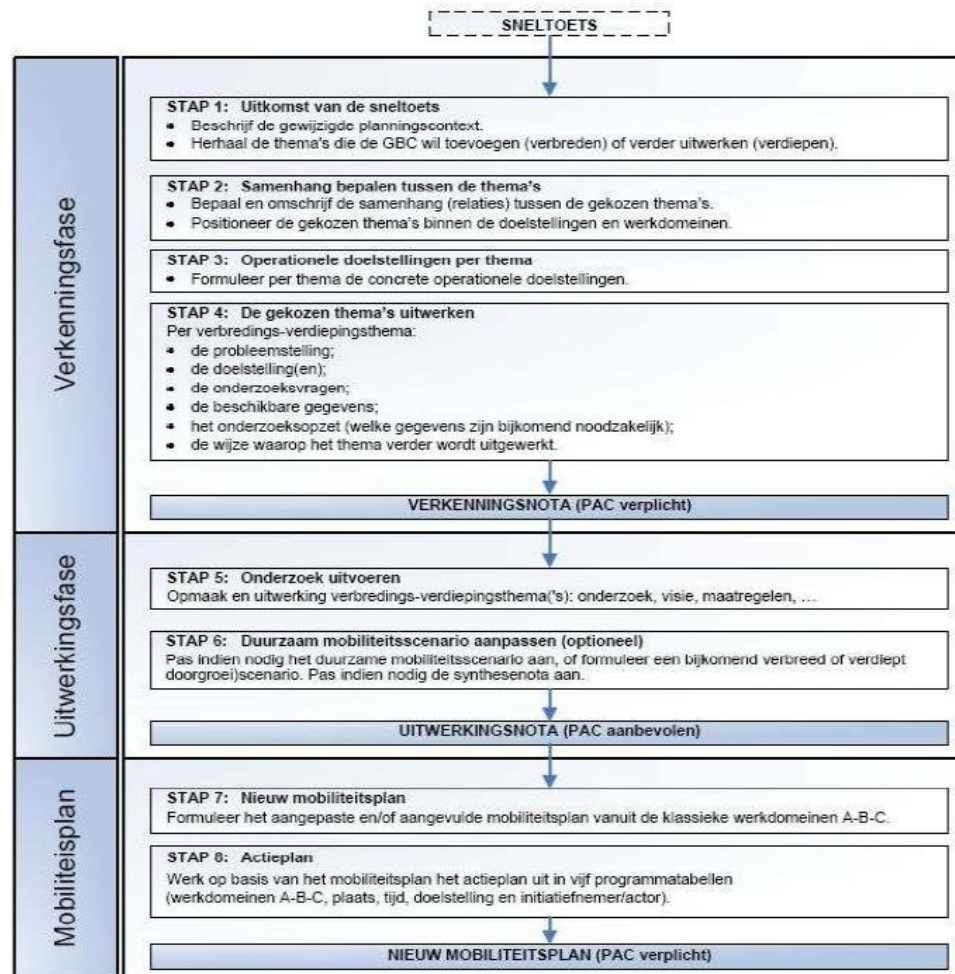 SNELTOETS
Verkenningsfase
STAP 1: Uitkomst van de sneltoets
• Beschrijf de gewijzigde planningscontext.
• Herhaal de thema's die de GBC wil toevoegen (verbreden) of verder uitwerken (verdiepen).
STAP 2: Samenhang bepalen tussen de thema's
• Bepaal en omschrijf de samenhang (relaties) tussen de gekozen thema's.
• Positioneer de gekozen thema's binnen de doelstellingen en werkdomeinen.
STAP 3: Operationele doelstellingen per thema
• Formuleer per thema de concrete operationele doelstellingen.
STAP 4: De gekozen thema's uitwerken
Per verbredings-verdiepingsthema:
• de probleemstelling;
• de doelstelling(en);
• de onderzoeksvragen;
• de beschikbare gegevens;
• het onderzoeksopzet (welke gegevens zijn bijkomend noodzakelijk);
• de wijze waarop het thema verder wordt uitgewerkt.
VERKENNINGSNOTA (PAC verplicht)
Uitwerkingsfase
STAP 5: Onderzoek uitvoeren
Opmaak en uitwerking verbredings-verdiepingsthema('s): onderzoek, visie, maatregelen, …
STAP 6: Duurzaam mobiliteitsscenario aanpassen (optioneel)
Pas indien nodig het duurzame mobiliteitsscenario aan, of formuleer een bijkomend verbreed of verdiept
doorgroei)scenario. Pas indien nodig de synthesenota aan.
UITWERKINGSNOTA (PAC aanbevolen)
Mobiliteitsplan
STAP 7: Nieuw mobiliteitsplan
Formuleer het aangepaste en/of aangevulde mobiliteitsplan vanuit de klassieke werkdomeinen A-B-C.
STAP 8: Actieplan
Werk op basis van het mobiliteitsplan het actieplan uit in vijf programmatabellen
(werkdomeinen A-B-C, plaats, tijd, doelstelling en initiatiefnemer/actor).
NIEUW MOBILITEITSPLAN (PAC verplicht)